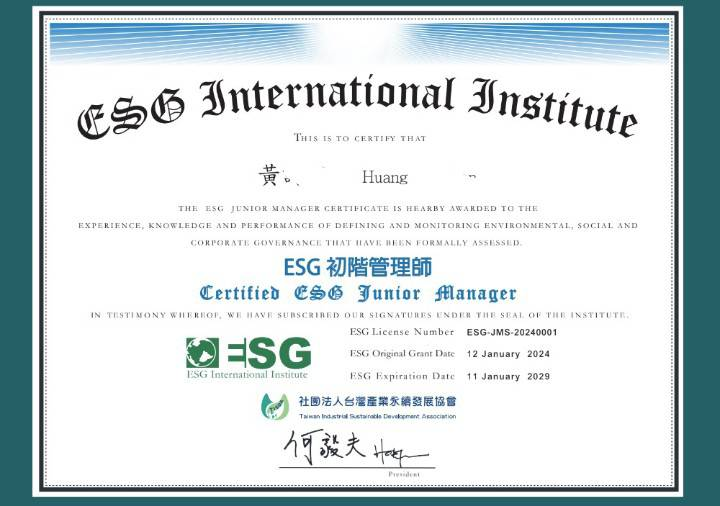 ESG International Institute
THIS IS TO CERTIFY THAT
黃 Huang
THE ESG JUNIOR MANAGER CERTIFICATE IS HEARBY AWARDED TO THE
EXPERIENCE, KNOWLEDGE AND PERFORMANCE OF DEFINING AND MONITORING ENVIRONMENTAL, SOCIAL AND
CORPORATE GOVERNANCE THAT HAVE BEEN FORMALLY ASSESSED.
ESG 初階管理師
Certified ESG Junior Manager
IN TESTIMONY WHEREOF, WE HAVE SUBSCRIBED OUR SIGNATURES UNDER THE SEAL OF THE INSTITUTE.
ESG License Number ESG-JMS-20240001
ESG Original Grant Date 12 January 2024
ESG Expiration Date 11 January 2029
ESG
ESG International Institute
社團法人台灣產業永續發展協會
Taiwan Industrial Sustainable Development Association
何毅夫
President